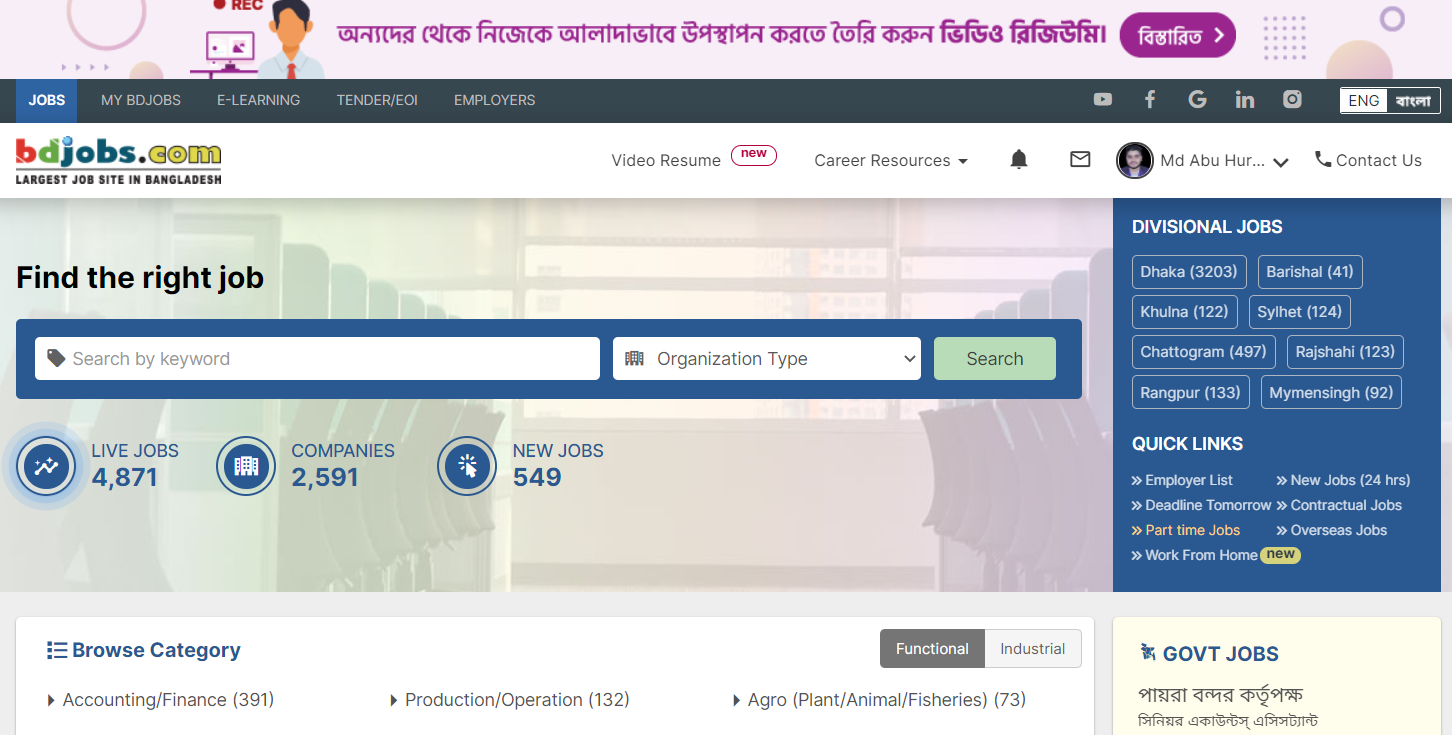 REC
অন্যদের থেকে নিজেকে আলাদাভাবে উপস্থাপন করতে তৈরি করুন ভিডিও রিজিউমি।
বিস্তারিত
JOBS MY BDJOBS E-LEARNING TENDER/EOI EMPLOYERS
ENG বাংলা
bdjobs.com
LARGEST JOB SITE IN BANGLADESH
Video Resume new Career Resources Md Abu Hur... Contact Us
Find the right job
Search by keyword Organization Type Search
LIVE JOBS
4,871
COMPANIES
2,591
NEW JOBS
549
DIVISIONAL JOBS
Dhaka (3203) Barishal (41)
Khulna (122) Sylhet (124)
Chattogram (497) Rajshahi (123)
Rangpur (133) Mymensingh (92)
QUICK LINKS
Employer List New Jobs (24 hrs)
Deadline Tomorrow Contractual Jobs
Part time Jobs Overseas Jobs
Work From Home new
Browse Category
Functional Industrial
Accounting/Finance (391) Production/Operation (132) Agro (Plant/Animal/Fisheries) (73)
GOVT JOBS
পায়রা বন্দর কর্তৃপক্ষ
সিনিয়র একাউন্টস্ এসিসট্যান্ট